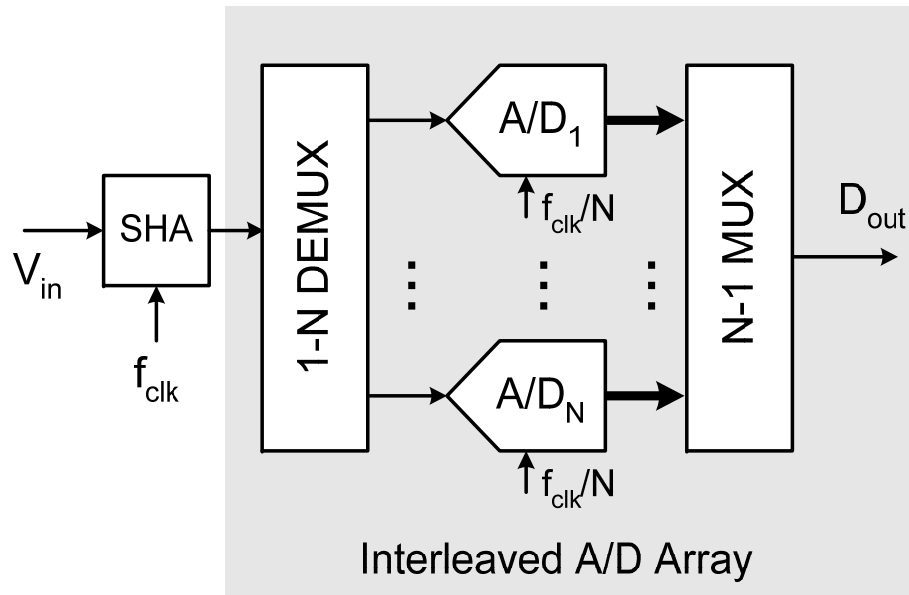 V_in
SHA
f_clk
1-N DEMUX
A/D_1
f_clk/N
A/D_N
f_clk/N
N-1 MUX
D_out
Interleaved A/D Array